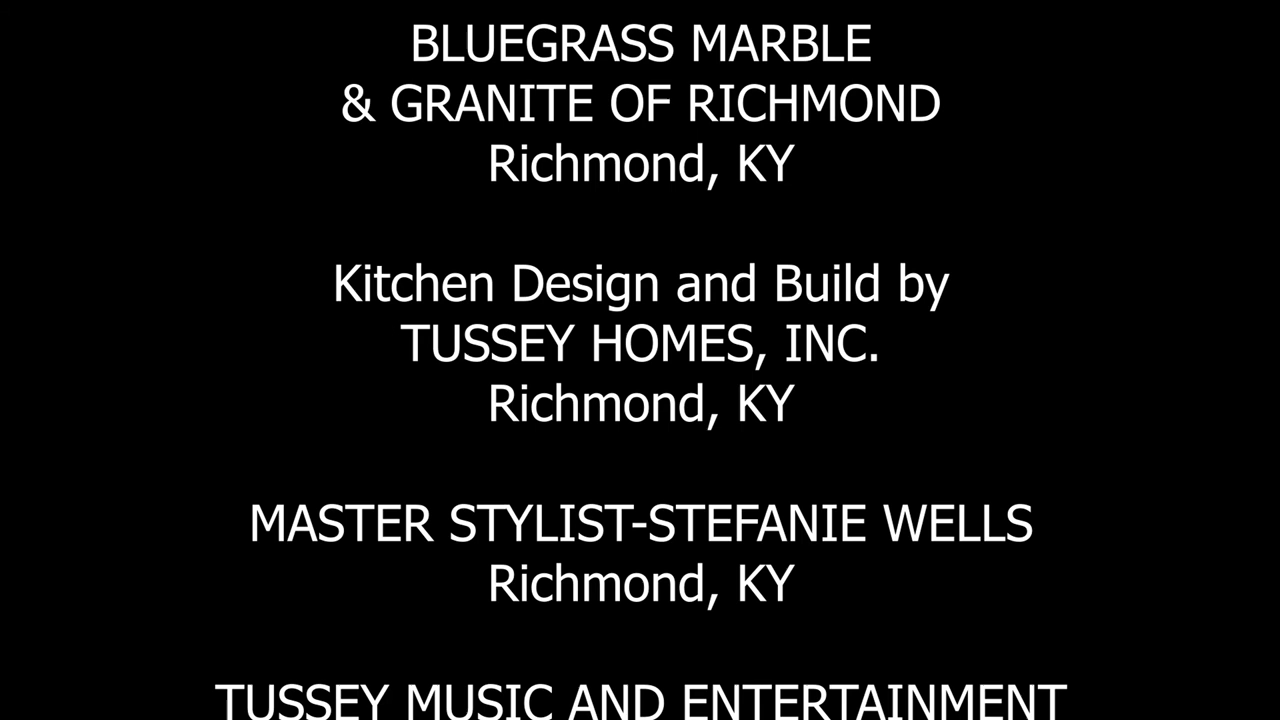 BLUEGRASS MARBLE
& GRANITE OF RICHMOND
Richmond, KY
Kitchen Design and Build by
TUSSEY HOMES, INC.
Richmond, KY
MASTER STYLIST-STEFANIE WELLS
Richmond, KY
TUSSEY MUSIC AND ENTERTAINMENT